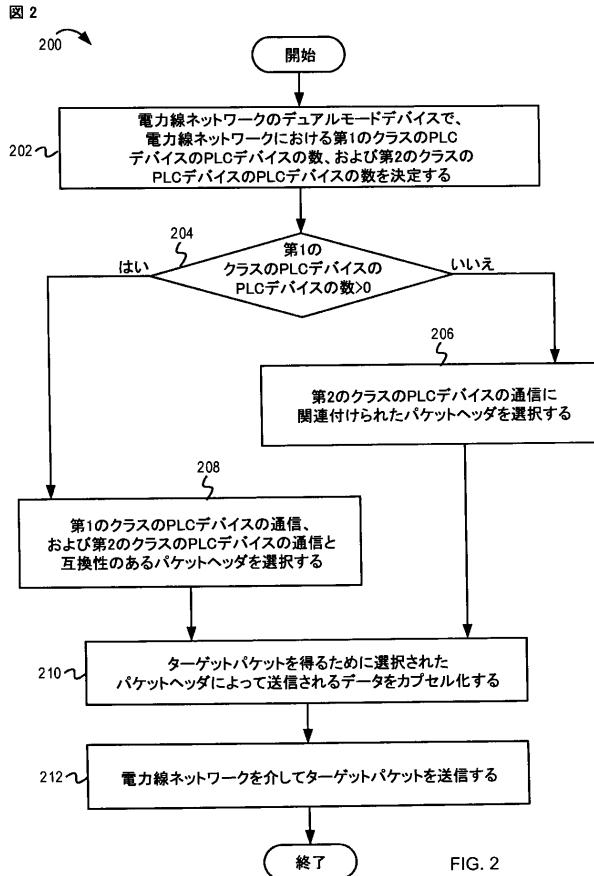 図 2
200
開始
電力線ネットワークのデュアルモードデバイスで、
電力線ネットワークにおける第1のクラスのPLC
デバイスのPLCデバイスの数、および第2のクラスの
PLCデバイスのPLCデバイスの数を決定する
202
204
第1の
クラスのPLCデバイスの
PLCデバイスの数>0
はい
いいえ
206
第2のクラスのPLCデバイスの通信に
関連付けられたパケットヘッダを選択する
208
第1のクラスのPLCデバイスの通信、
および第2のクラスのPLCデバイスの通信と
互換性のあるパケットヘッダを選択する
210
ターゲットパケットを得るために選択された
パケットヘッダによって送信されるデータをカプセル化する
212
電力線ネットワークを介してターゲットパケットを送信する
終了
FIG. 2